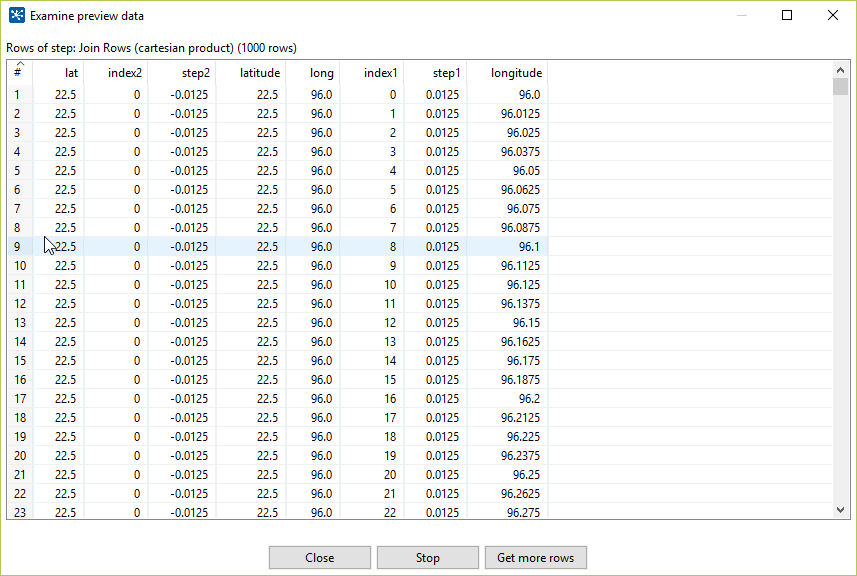 Examine preview data
Rows of step: Join Rows (cartesian product) (1000 rows)
# lat index2 step2 latitude long index1 step1 longitude
1 22.5 0 -0.0125 22.5 96.0 0 0.0125 96.0
2 22.5 0 -0.0125 22.5 96.0 1 0.0125 96.0125
3 22.5 0 -0.0125 22.5 96.0 2 0.0125 96.025
4 22.5 0 -0.0125 22.5 96.0 3 0.0125 96.0375
5 22.5 0 -0.0125 22.5 96.0 4 0.0125 96.05
6 22.5 0 -0.0125 22.5 96.0 5 0.0125 96.0625
7 22.5 0 -0.0125 22.5 96.0 6 0.0125 96.075
8 22.5 0 -0.0125 22.5 96.0 7 0.0125 96.0875
9 22.5 0 -0.0125 22.5 96.0 8 0.0125 96.1
10 22.5 0 -0.0125 22.5 96.0 9 0.0125 96.1125
11 22.5 0 -0.0125 22.5 96.0 10 0.0125 96.125
12 22.5 0 -0.0125 22.5 96.0 11 0.0125 96.1375
13 22.5 0 -0.0125 22.5 96.0 12 0.0125 96.15
14 22.5 0 -0.0125 22.5 96.0 13 0.0125 96.1625
15 22.5 0 -0.0125 22.5 96.0 14 0.0125 96.175
16 22.5 0 -0.0125 22.5 96.0 15 0.0125 96.1875
17 22.5 0 -0.0125 22.5 96.0 16 0.0125 96.2
18 22.5 0 -0.0125 22.5 96.0 17 0.0125 96.2125
19 22.5 0 -0.0125 22.5 96.0 18 0.0125 96.225
20 22.5 0 -0.0125 22.5 96.0 19 0.0125 96.2375
21 22.5 0 -0.0125 22.5 96.0 20 0.0125 96.25
22 22.5 0 -0.0125 22.5 96.0 21 0.0125 96.2625
23 22.5 0 -0.0125 22.5 96.0 22 0.0125 96.275
Close Stop Get more rows